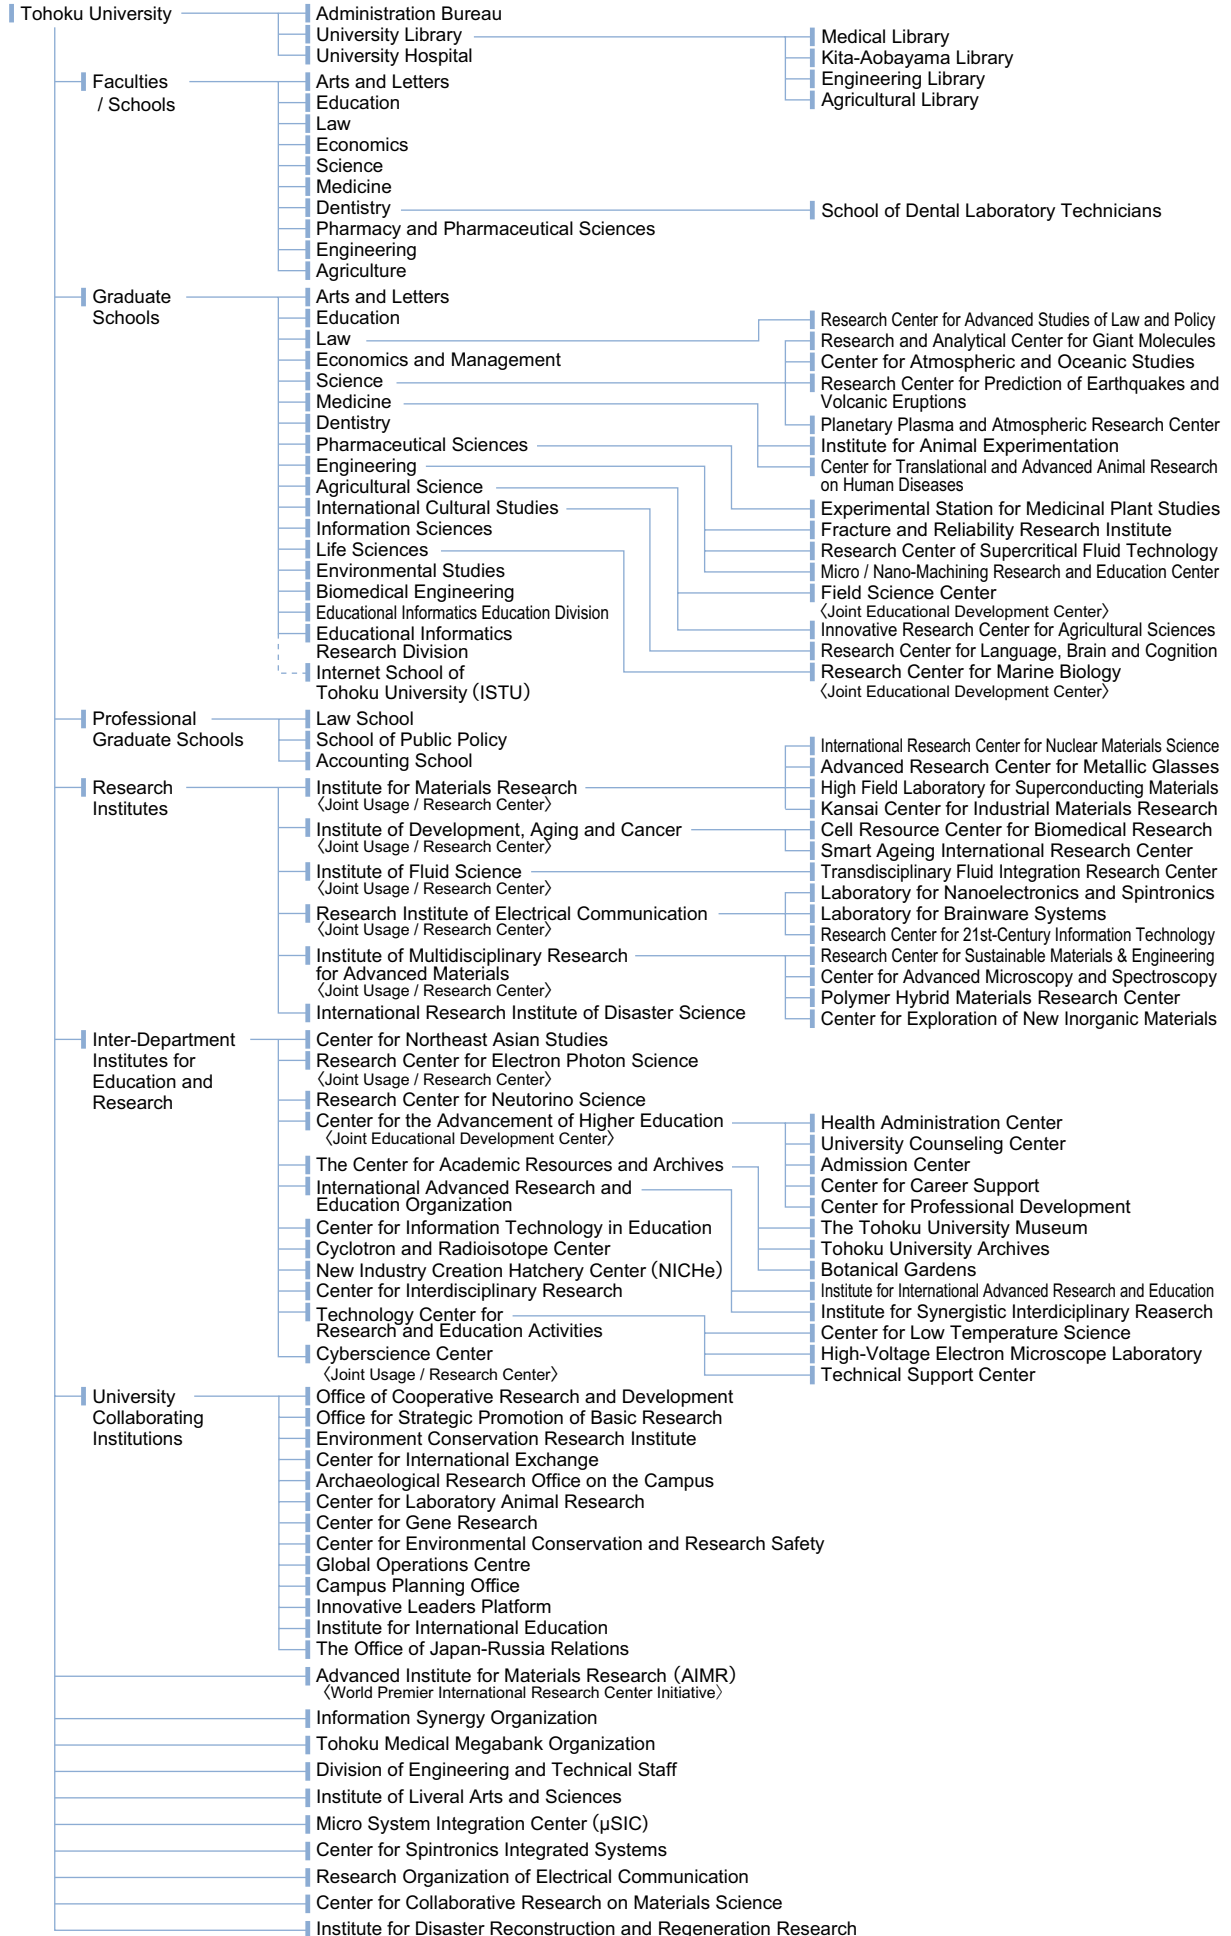 Tohoku University
Administration Bureau
University Library
University Hospital
Medical Library
Kita-Aobayama Library
Engineering Library
Agricultural Library
Faculties
/ Schools
Arts and Letters
Education
Law
Economics
Science
Medicine
Dentistry
Pharmacy and Pharmaceutical Sciences
Engineering
Agriculture
School of Dental Laboratory Technicians
Graduate
Schools
Arts and Letters
Education
Law
Economics and Management
Science
Medicine
Dentistry
Pharmaceutical Sciences
Engineering
Agricultural Science
International Cultural Studies
Information Sciences
Life Sciences
Environmental Studies
Biomedical Engineering
Educational Informatics Education Division
Educational Informatics
Research Division
Internet School of
Tohoku University (ISTU)
Research Center for Advanced Studies of Law and Policy
Research and Analytical Center for Giant Molecules
Center for Atmospheric and Oceanic Studies
Research Center for Prediction of Earthquakes and
Volcanic Eruptions
Planetary Plasma and Atmospheric Research Center
Institute for Animal Experimentation
Center for Translational and Advanced Animal Research
on Human Diseases
Experimental Station for Medicinal Plant Studies
Fracture and Reliability Research Institute
Research Center of Supercritical Fluid Technology
Micro / Nano-Machining Research and Education Center
Field Science Center
〈Joint Educational Development Center〉
Innovative Research Center for Agricultural Sciences
Research Center for Language, Brain and Cognition
Research Center for Marine Biology
〈Joint Educational Development Center〉
Professional
Graduate Schools
Law School
School of Public Policy
Accounting School
Research
Institutes
Institute for Materials Research
〈Joint Usage / Research Center〉
Institute of Development, Aging and Cancer
〈Joint Usage / Research Center〉
Institute of Fluid Science
〈Joint Usage / Research Center〉
Research Institute of Electrical Communication
〈Joint Usage / Research Center〉
Institute of Multidisciplinary Research
for Advanced Materials
〈Joint Usage / Research Center〉
International Research Institute of Disaster Science
International Research Center for Nuclear Materials Science
Advanced Research Center for Metallic Glasses
High Field Laboratory for Superconducting Materials
Kansai Center for Industrial Materials Research
Cell Resource Center for Biomedical Research
Smart Ageing International Research Center
Transdisciplinary Fluid Integration Research Center
Laboratory for Nanoelectronics and Spintronics
Laboratory for Brainware Systems
Research Center for 21st-Century Information Technology
Research Center for Sustainable Materials & Engineering
Center for Advanced Microscopy and Spectroscopy
Polymer Hybrid Materials Research Center
Center for Exploration of New Inorganic Materials
Inter-Department
Institutes for
Education and
Research
Center for Northeast Asian Studies
Research Center for Electron Photon Science
〈Joint Usage / Research Center〉
Research Center for Neutorino Science
Center for the Advancement of Higher Education
〈Joint Educational Development Center〉
The Center for Academic Resources and Archives
International Advanced Research and
Education Organization
Center for Information Technology in Education
Cyclotron and Radioisotope Center
New Industry Creation Hatchery Center (NICHe)
Center for Interdisciplinary Research
Technology Center for
Research and Education Activities
Cyberscience Center
〈Joint Usage / Research Center〉
Health Administration Center
University Counseling Center
Admission Center
Center for Career Support
Center for Professional Development
The Tohoku University Museum
Tohoku University Archives
Botanical Gardens
Institute for International Advanced Research and Education
Institute for Synergistic Interdiciplinary Reaserch
Center for Low Temperature Science
High-Voltage Electron Microscope Laboratory
Technical Support Center
University
Collaborating
Institutions
Office of Cooperative Research and Development
Office for Strategic Promotion of Basic Research
Environment Conservation Research Institute
Center for International Exchange
Archaeological Research Office on the Campus
Center for Laboratory Animal Research
Center for Gene Research
Center for Environmental Conservation and Research Safety
Global Operations Centre
Campus Planning Office
Innovative Leaders Platform
Institute for International Education
The Office of Japan-Russia Relations
Advanced Institute for Materials Research (AIMR)
〈World Premier International Research Center Initiative〉
Information Synergy Organization
Tohoku Medical Megabank Organization
Division of Engineering and Technical Staff
Institute of Liveral Arts and Sciences
Micro System Integration Center (μSIC)
Center for Spintronics Integrated Systems
Research Organization of Electrical Communication
Center for Collaborative Research on Materials Science
Institute for Disaster Reconstruction and Regeneration Research